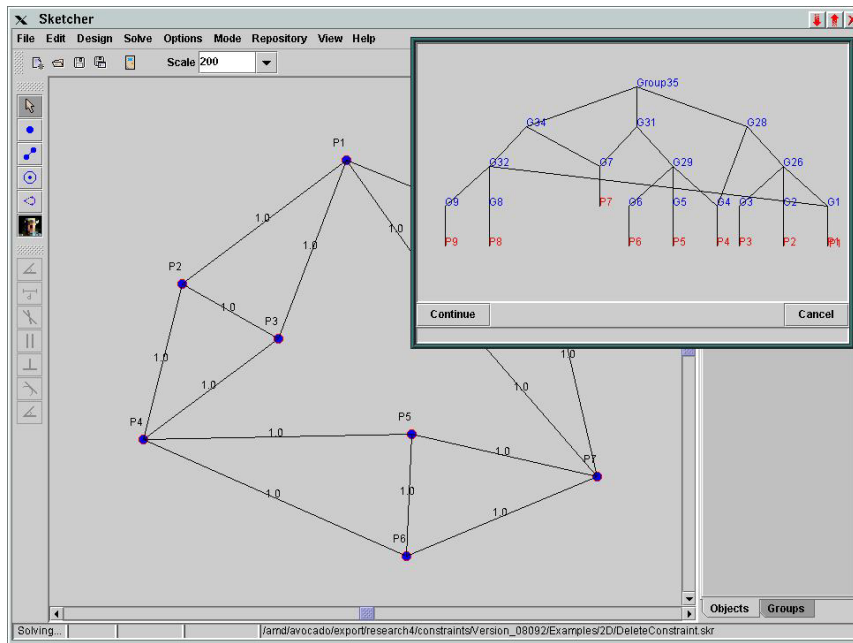 Sketcher
File Edit Design Solve Options Mode Repository View Help
Scale 200
Group35
G34 G31 G28
G32 G7 G29 G26
G9 G8 P7 G6 G5 G4 G3 G2 G1
P9 P8 P6 P5 P4 P3 P2
Continue Cancel
P1
1.0
1.0
1.0
P2
1.0
P3
1.0
1.0
1.0
1.0
P4
P5
1.0
1.0
P7
1.0
1.0
1.0
P6
Objects Groups
Solving... /amd/avocado/export/research4/constraints/Version_08092/Examples/2D/DeleteConstraint.skr